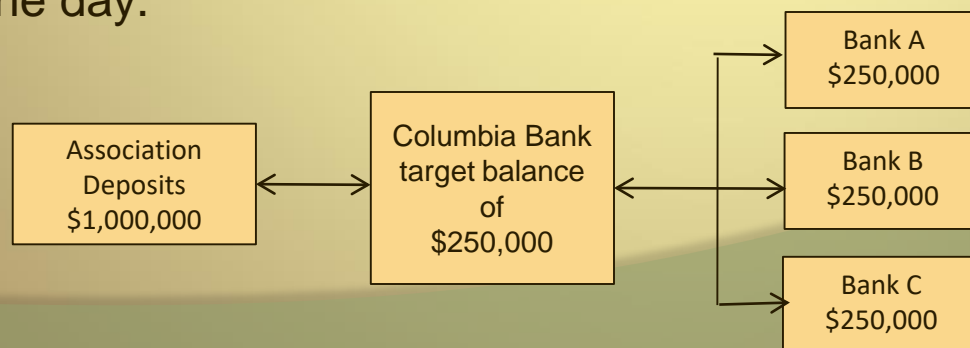 ne day.
Association
Deposits
$1,000,000
Columbia Bank
target balance
of
$250,000
Bank A
$250,000
Bank B
$250,000
Bank C
$250,000